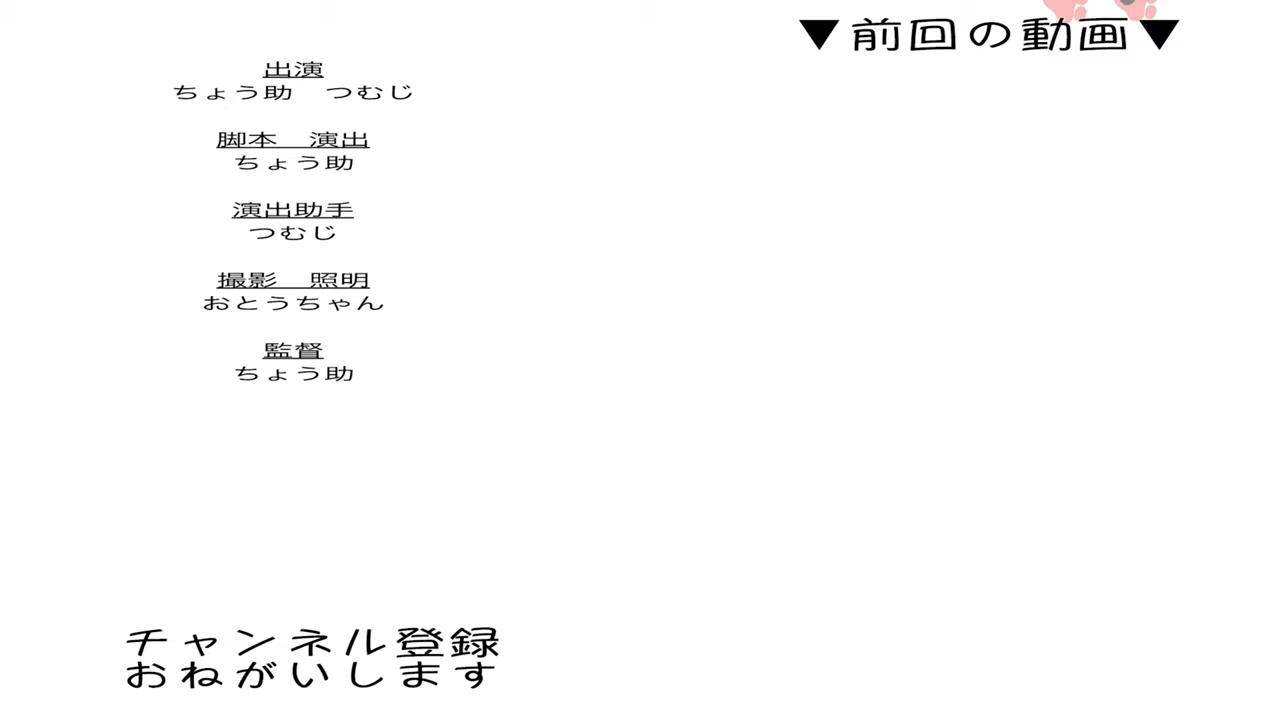 ▼前回の動画▼
出演
ちょう助　つむじ
脚本　演出
ちょう助
演出助手
つむじ
撮影　照明
おとうちゃん
監督
ちょう助
チャンネル登録
おねがいします